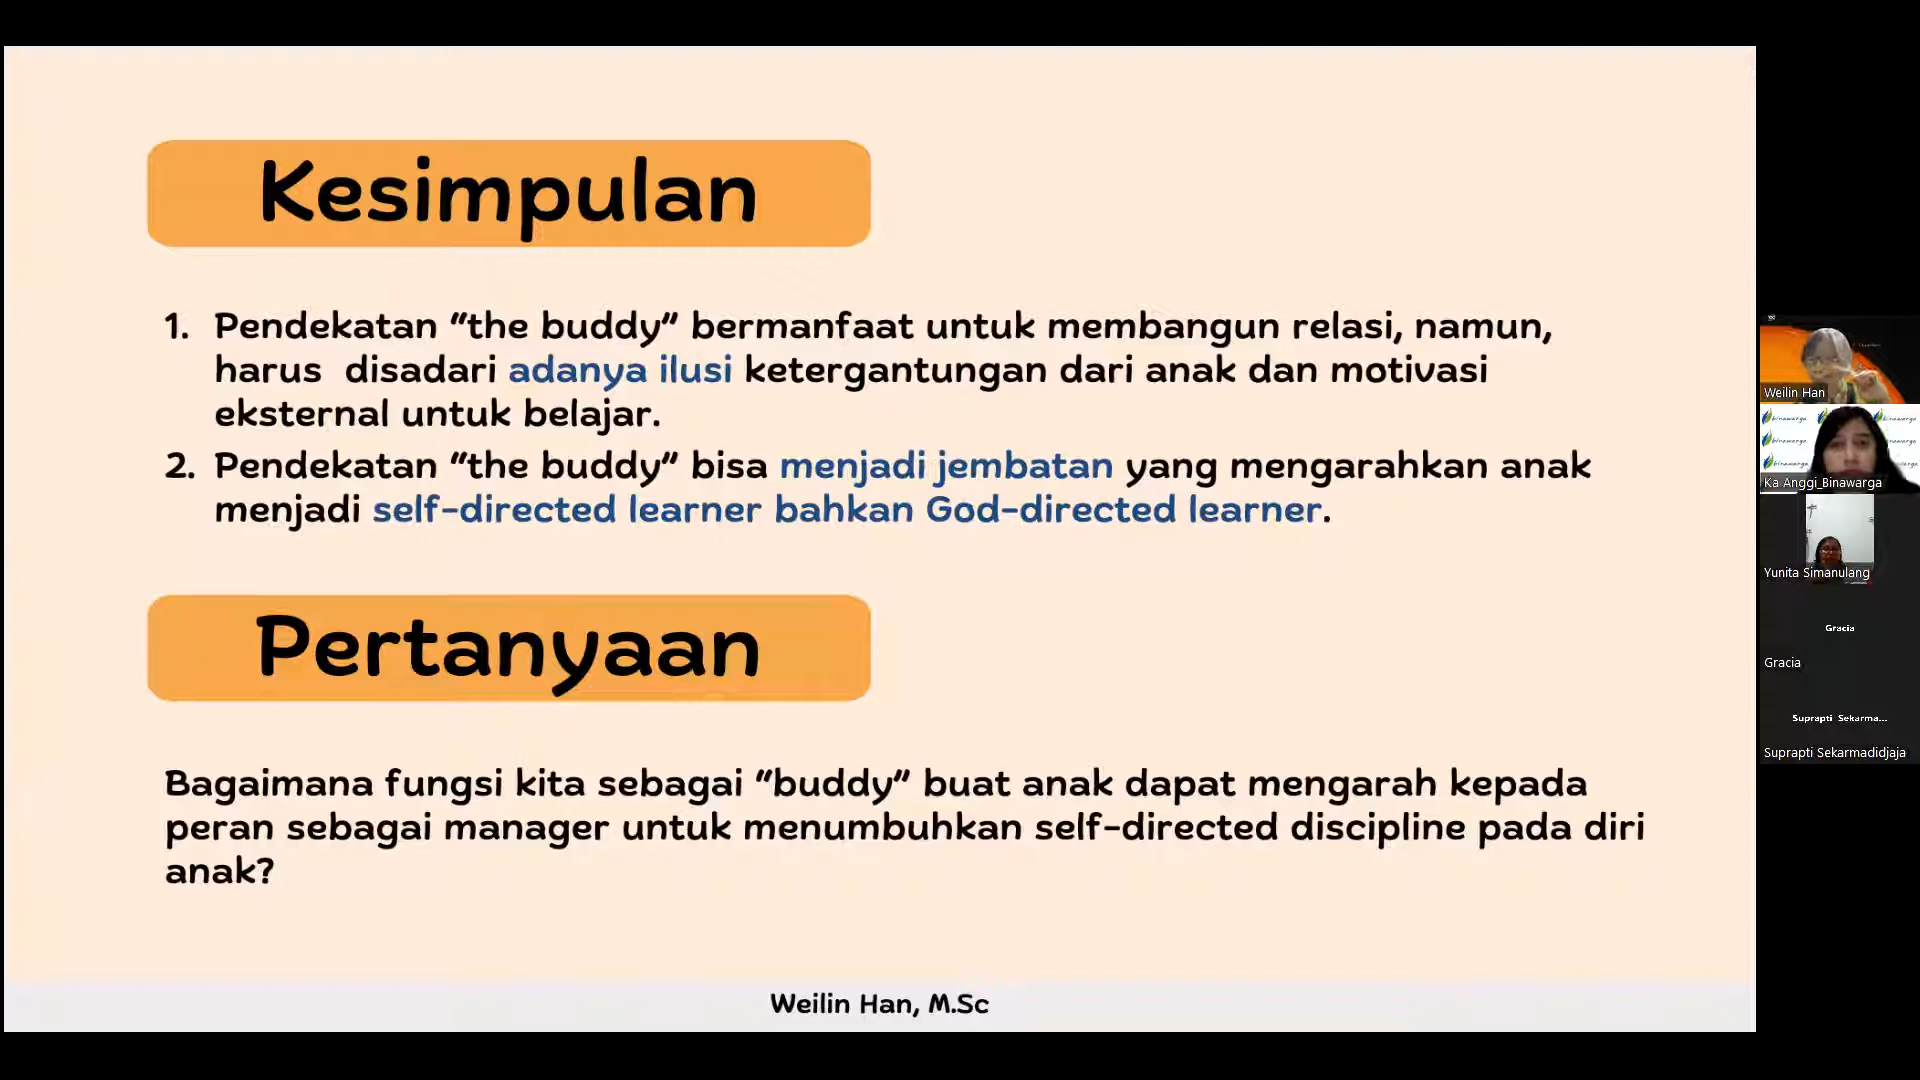 Kesimpulan
1. Pendekatan “the buddy” bermanfaat untuk membangun relasi, namun,
harus disadari adanya ilusi ketergantungan dari anak dan motivasi
eksternal untuk belajar.
2. Pendekatan “the buddy” bisa menjadi jembatan yang mengarahkan anak
menjadi self-directed learner bahkan God-directed learner.
Pertanyaan
Bagaimana fungsi kita sebagai “buddy” buat anak dapat mengarah kepada
peran sebagai manager untuk menumbuhkan self-directed discipline pada diri
anak?
Weilin Han, M.Sc
Weilin Han
binawarga
binawarga
binawarga
Ka Anggi_Binawarga
Yunita Simanulang
Gracia
Gracia
Suprapti Sekarma...
Suprapti Sekarmadidjaja